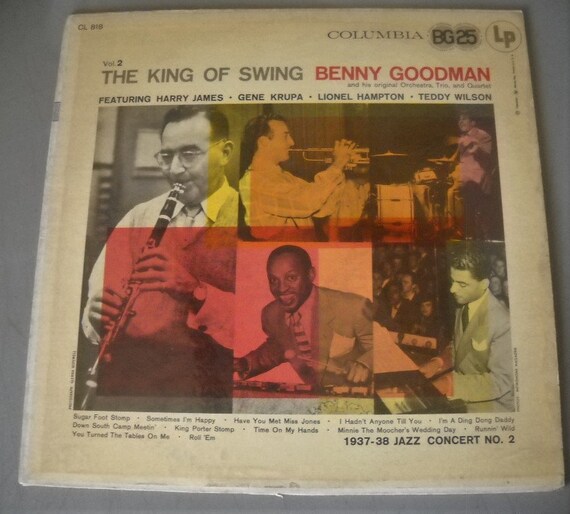 CL 818
COLUMBIA BG25 Lp
Vol. 2
THE KING OF SWING BENNY GOODMAN
and his original Orchestra, Trio, and Quartet
FEATURING HARRY JAMES • GENE KRUPA • LIONEL HAMPTON • TEDDY WILSON
Sugar Foot Stomp • Sometimes I'm Happy • Have You Met Miss Jones • I Hadn't Anyone Till You • I'm A Ding Dong Daddy
Down South Camp Meetin' • King Porter Stomp • Time On My Hands • Minnie The Moocher's Wedding Day • Runnin' Wild
You Turned The Tables On Me • Roll 'Em
1937-38 JAZZ CONCERT NO. 2